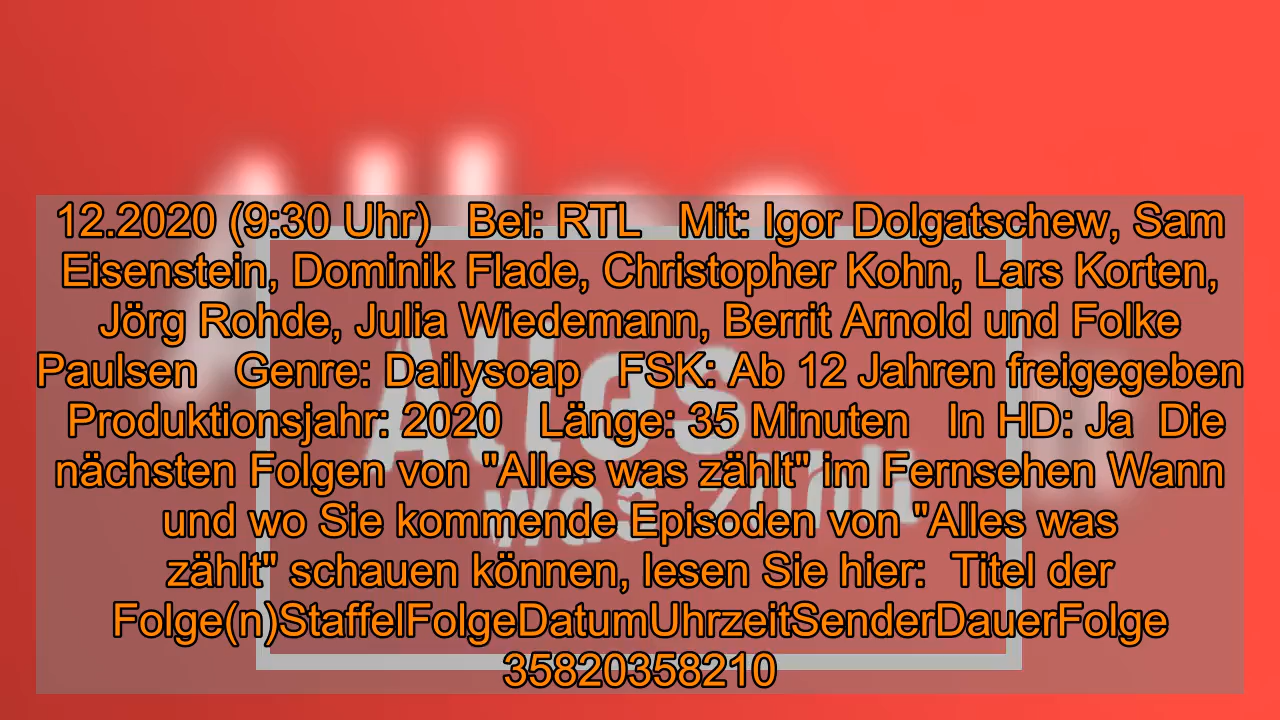 12.2020 (9:30 Uhr)   Bei: RTL   Mit: Igor Dolgatschew, Sam
Eisenstein, Dominik Flade, Christopher Kohn, Lars Korten,
Jörg Rohde, Julia Wiedemann, Berrit Arnold und Folke
Paulsen   Genre: Dailysoap   FSK: Ab 12 Jahren freigegeben
Produktionsjahr: 2020   Länge: 35 Minuten   In HD: Ja  Die
nächsten Folgen von "Alles was zählt" im Fernsehen Wann
und wo Sie kommende Episoden von "Alles was
zählt" schauen können, lesen Sie hier:  Titel der
Folge(n)StaffelFolgeDatumUhrzeitSenderDauerFolge
35820358210
Alles
was zählt